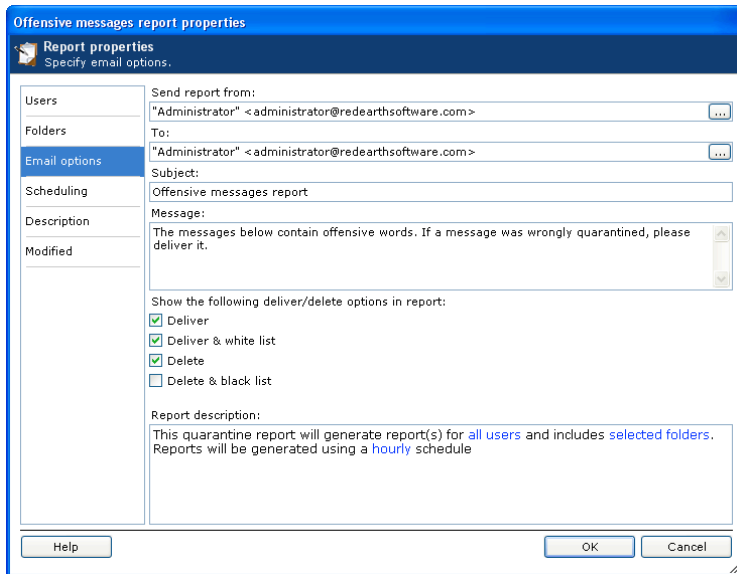 Offensive messages report properties
Report properties
Specify email options.
Users
Folders
Email options
Scheduling
Description
Modified
Send report from:
"Administrator" <administrator@redearthsoftware.com>
...
To:
"Administrator" <administrator@redearthsoftware.com>
...
Subject:
Offensive messages report
Message:
The messages below contain offensive words. If a message was wrongly quarantined, please
deliver it.
Show the following deliver/delete options in report:
Deliver
Deliver & white list
Delete
Delete & black list
Report description:
This quarantine report will generate report(s) for all users and includes selected folders.
Reports will be generated using a hourly schedule
Help
OK
Cancel